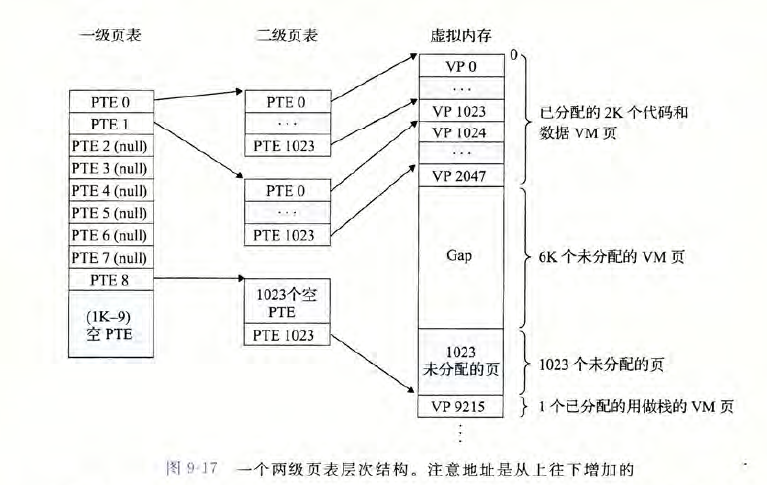 一级页表
二级页表
虚拟内存
PTE 0
PTE 1
PTE 2 (null)
PTE 3 (null)
PTE 4 (null)
PTE 5 (null)
PTE 6 (null)
PTE 7 (null)
PTE 8
(1K–9)
空 PTE
PTE 0
...
PTE 1023
PTE 0
...
PTE 1023
1023个空
PTE
PTE 1023
0
VP 0
...
VP 1023
VP 1024
...
VP 2047
Gap
1023
未分配的页
VP 9215
已分配的 2K 个代码和
数据 VM 页
6K 个未分配的 VM 页
1023 个未分配的页
1 个已分配的用做栈的 VM 页
图 9-17 一个两级页表层次结构。注意地址是从上往下增加的